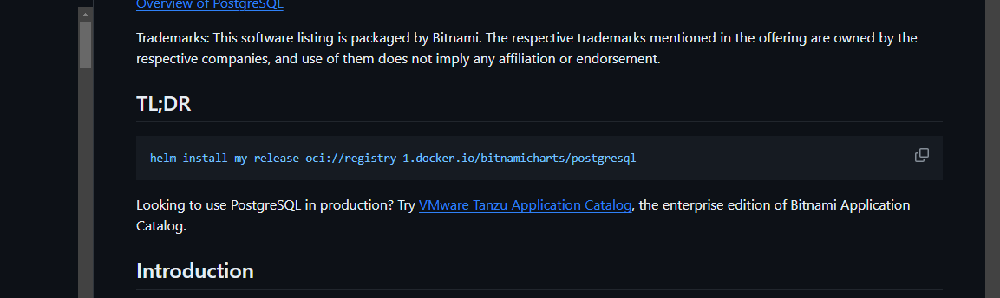 Overview of PostgreSQL
Trademarks: This software listing is packaged by Bitnami. The respective trademarks mentioned in the offering are owned by the
respective companies, and use of them does not imply any affiliation or endorsement.
TL;DR
helm install my-release oci://registry-1.docker.io/bitnamicharts/postgresql
Looking to use PostgreSQL in production? Try VMware Tanzu Application Catalog, the enterprise edition of Bitnami Application
Catalog.
Introduction